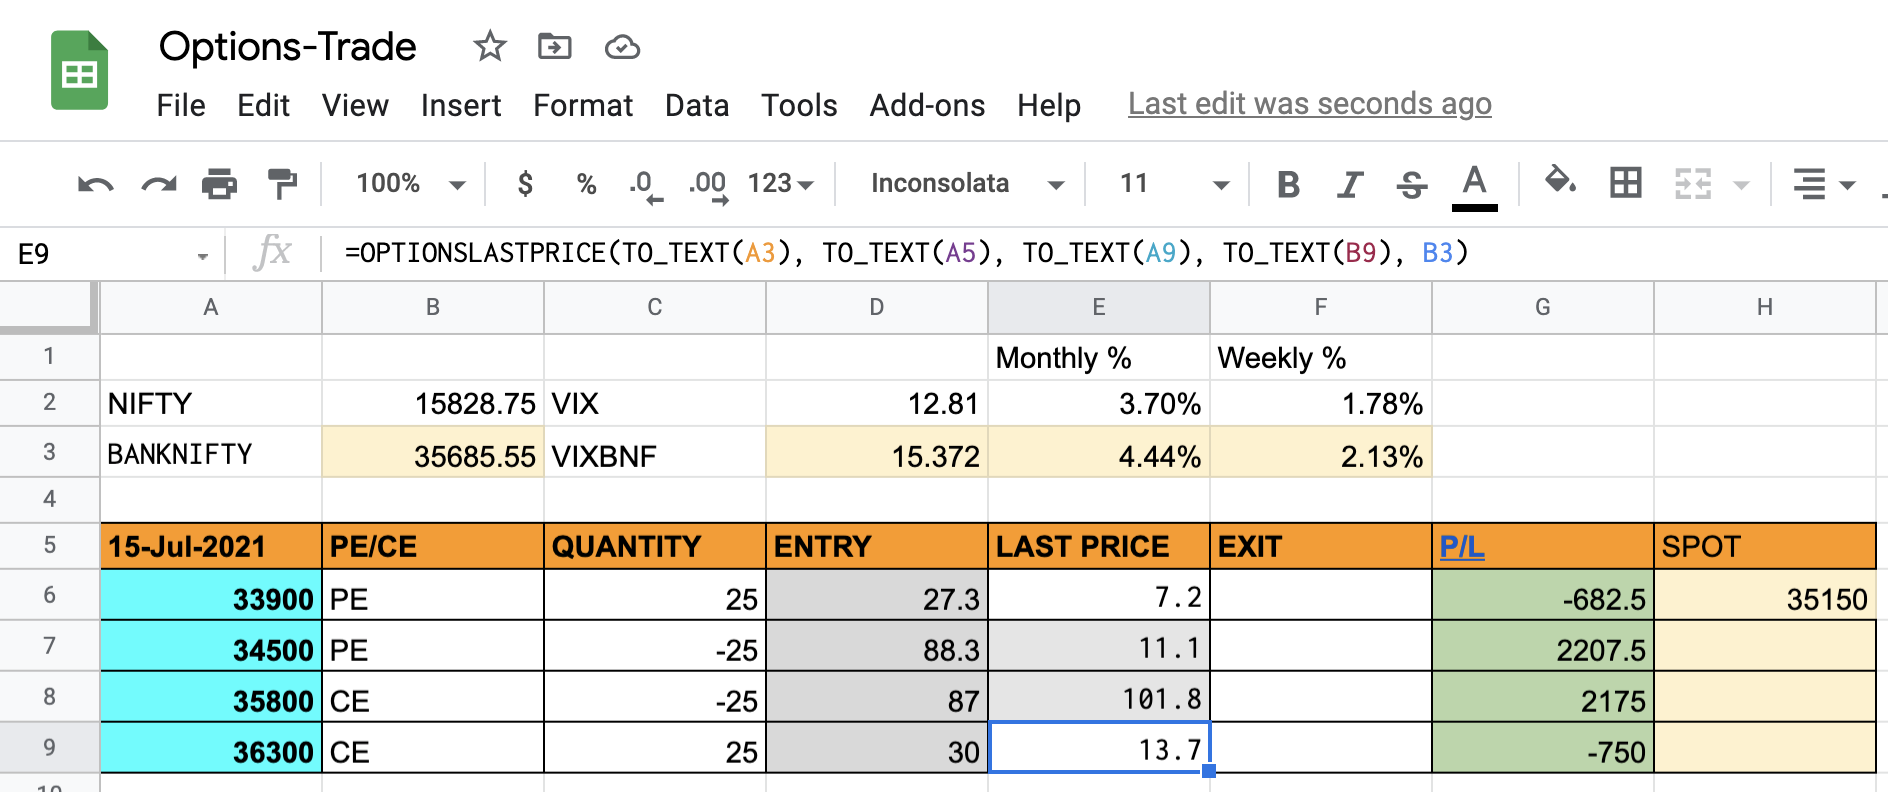 Options-Trade
File Edit View Insert Format Data Tools Add-ons Help Last edit was seconds ago
100% $ % .0 .00 123 Inconsolata 11 B I S A
E9 fx =OPTIONSLASTPRICE(TO_TEXT(A3), TO_TEXT(A5), TO_TEXT(A9), TO_TEXT(B9), B3)
A B C D E F G H
1 Monthly % Weekly %
2 NIFTY 15828.75 VIX 12.81 3.70% 1.78%
3 BANKNIFTY 35685.55 VIXBNF 15.372 4.44% 2.13%
4
5 15-Jul-2021 PE/CE QUANTITY ENTRY LAST PRICE EXIT P/L SPOT
6 33900 PE 25 27.3 7.2 -682.5 35150
7 34500 PE -25 88.3 11.1 2207.5
8 35800 CE -25 87 101.8 2175
9 36300 CE 25 30 13.7 -750